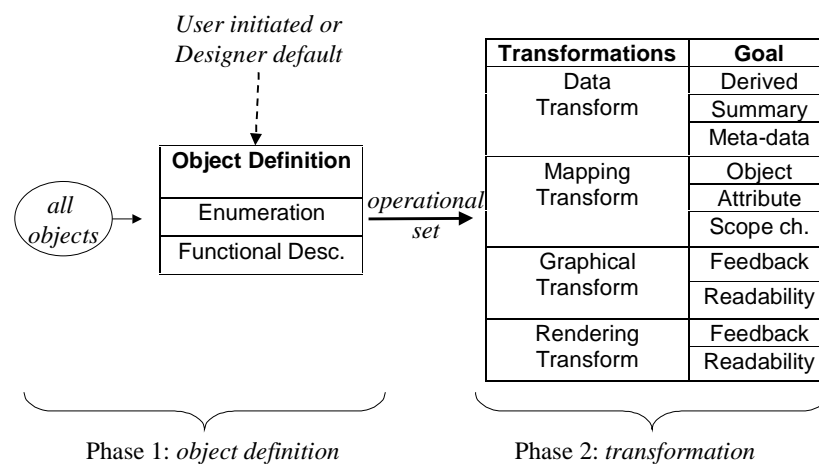 User initiated or
Designer default
all
objects
Object Definition
Enumeration
Functional Desc.
operational
set
Transformations Goal
Data
Transform
Derived
Summary
Meta-data
Mapping
Transform
Object
Attribute
Scope ch.
Graphical
Transform
Feedback
Readability
Rendering
Transform
Feedback
Readability
Phase 1: object definition
Phase 2: transformation